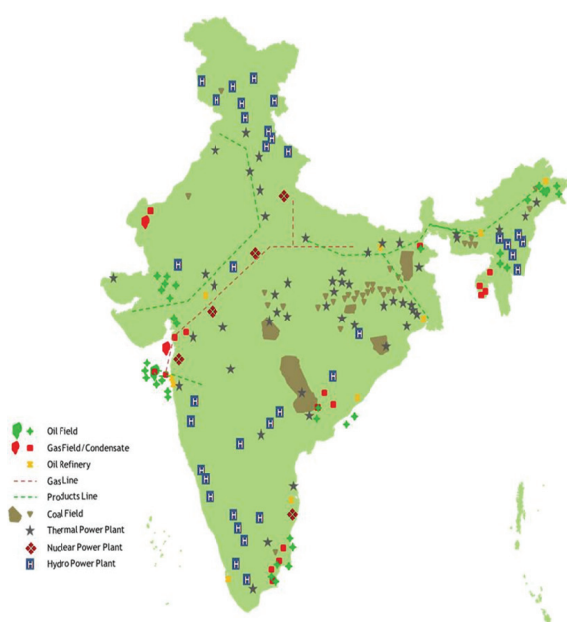 Oil Field
Gas Field/Condensate
Oil Refinery
Gas Line
Products Line
Coal Field
Thermal Power Plant
Nuclear Power Plant
Hydro Power Plant